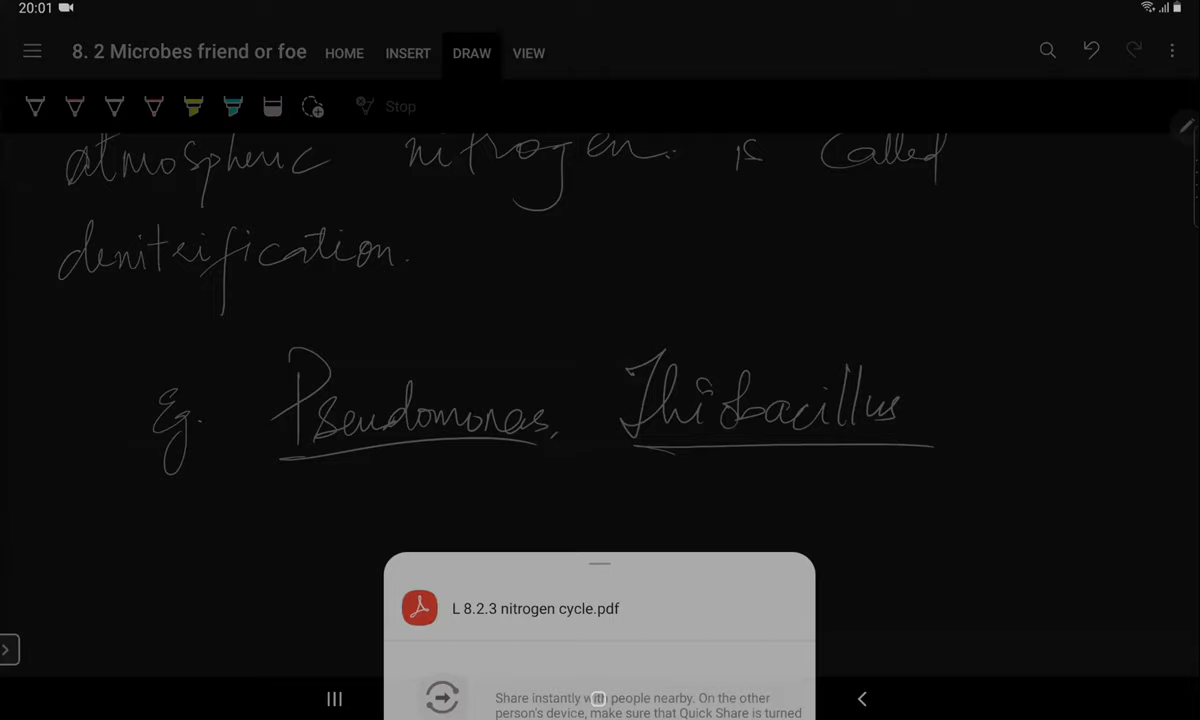 20:01
8. 2 Microbes friend or foe HOME INSERT DRAW VIEW
Stop
atmospheric nitrogen. is called
denitrification.
Eg. Pseudomonas, Thiobacillus
L 8.2.3 nitrogen cycle.pdf
Share instantly with people nearby. On the other
person's device, make sure that Quick Share is turned